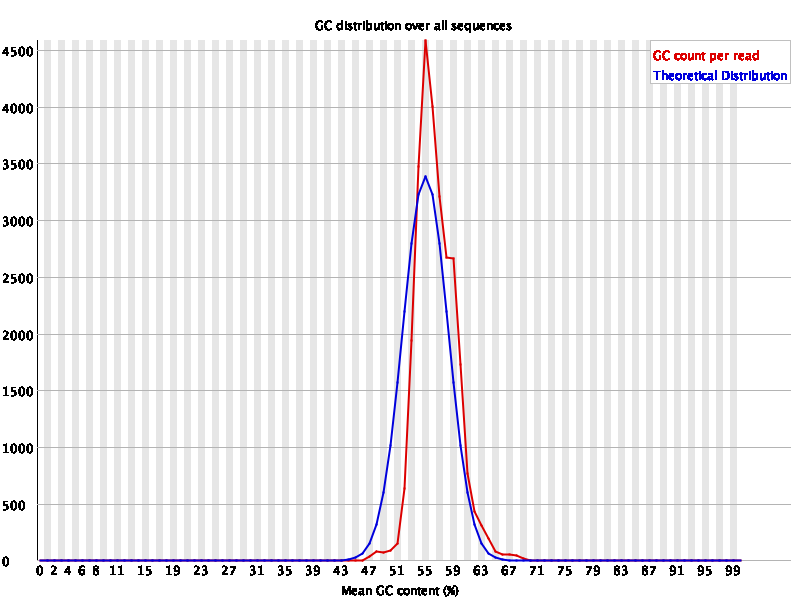 GC distribution over all sequences
GC count per read
Theoretical Distribution
4500
4000
3500
3000
2500
2000
1500
1000
500
0
0 2 4 6 8 11 15 19 23 27 31 35 39 43 47 51 55 59 63 67 71 75 79 83 87 91 95 99
Mean GC content (%)